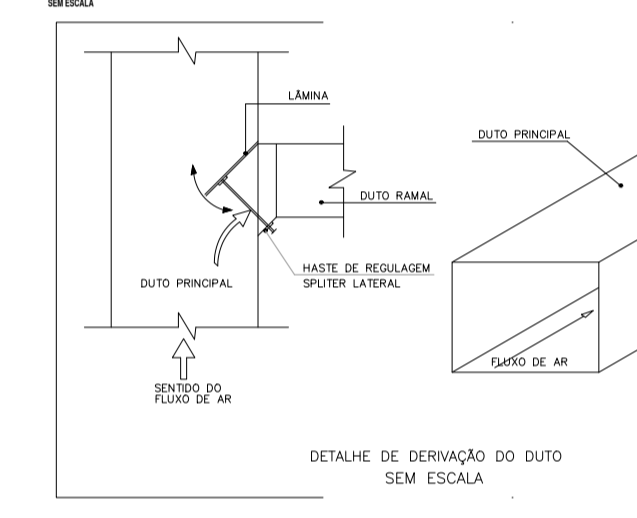 SEM ESCALA
LÂMINA
DUTO PRINCIPAL
DUTO RAMAL
HASTE DE REGULAGEM
SPLITER LATERAL
DUTO PRINCIPAL
FLUXO DE AR
SENTIDO DO
FLUXO DE AR
DETALHE DE DERIVAÇÃO DO DUTO
SEM ESCALA